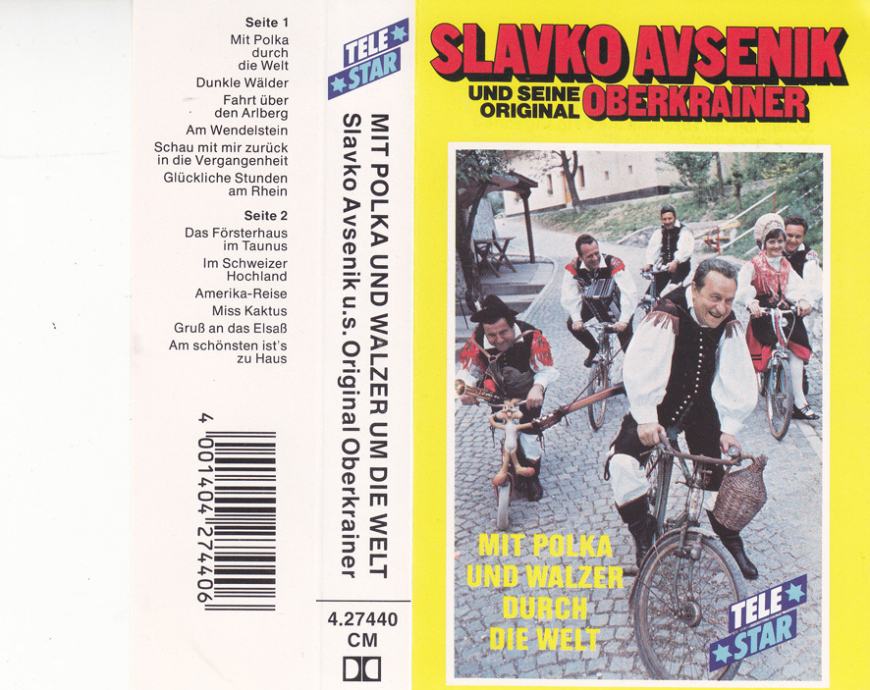 Seite 1
Mit Polka
durch
die Welt
Dunkle Wälder
Fahrt über
den Arlberg
Am Wendelstein
Schau mit mir zurück
in die Vergangenheit
Glückliche Stunden
am Rhein
Seite 2
Das Försterhaus
im Taunus
Im Schweizer
Hochland
Amerika-Reise
Miss Kaktus
Gruß an das Elsaß
Am schönsten ist's
zu Haus
4 001404 274406
TELE
STAR
MIT POLKA UND WALZER UM DIE WELT
Slavko Avsenik u.s. Original Oberkrainer
4.27440
CM
SLAVKO AVSENIK
UND SEINE
ORIGINAL OBERKRAINER
MIT POLKA
UND WALZER
DURCH
DIE WELT
TELE
STAR